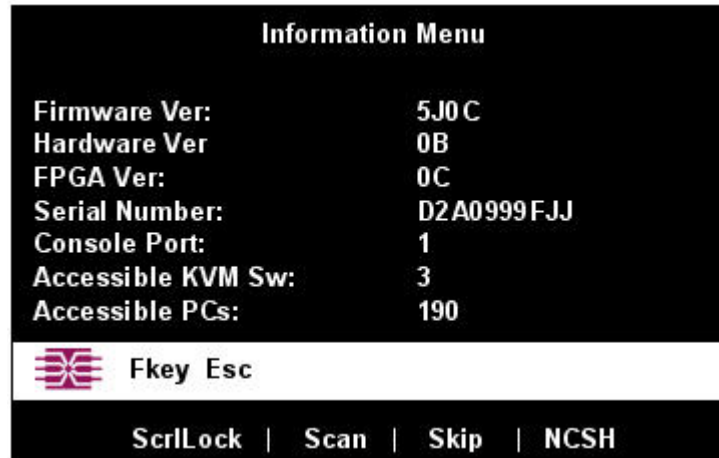 Information Menu
Firmware Ver: 5J0C
Hardware Ver 0B
FPGA Ver: 0C
Serial Number: D2A0999FJJ
Console Port: 1
Accessible KVM Sw: 3
Accessible PCs: 190
Fkey Esc
ScrlLock | Scan | Skip | NCSH